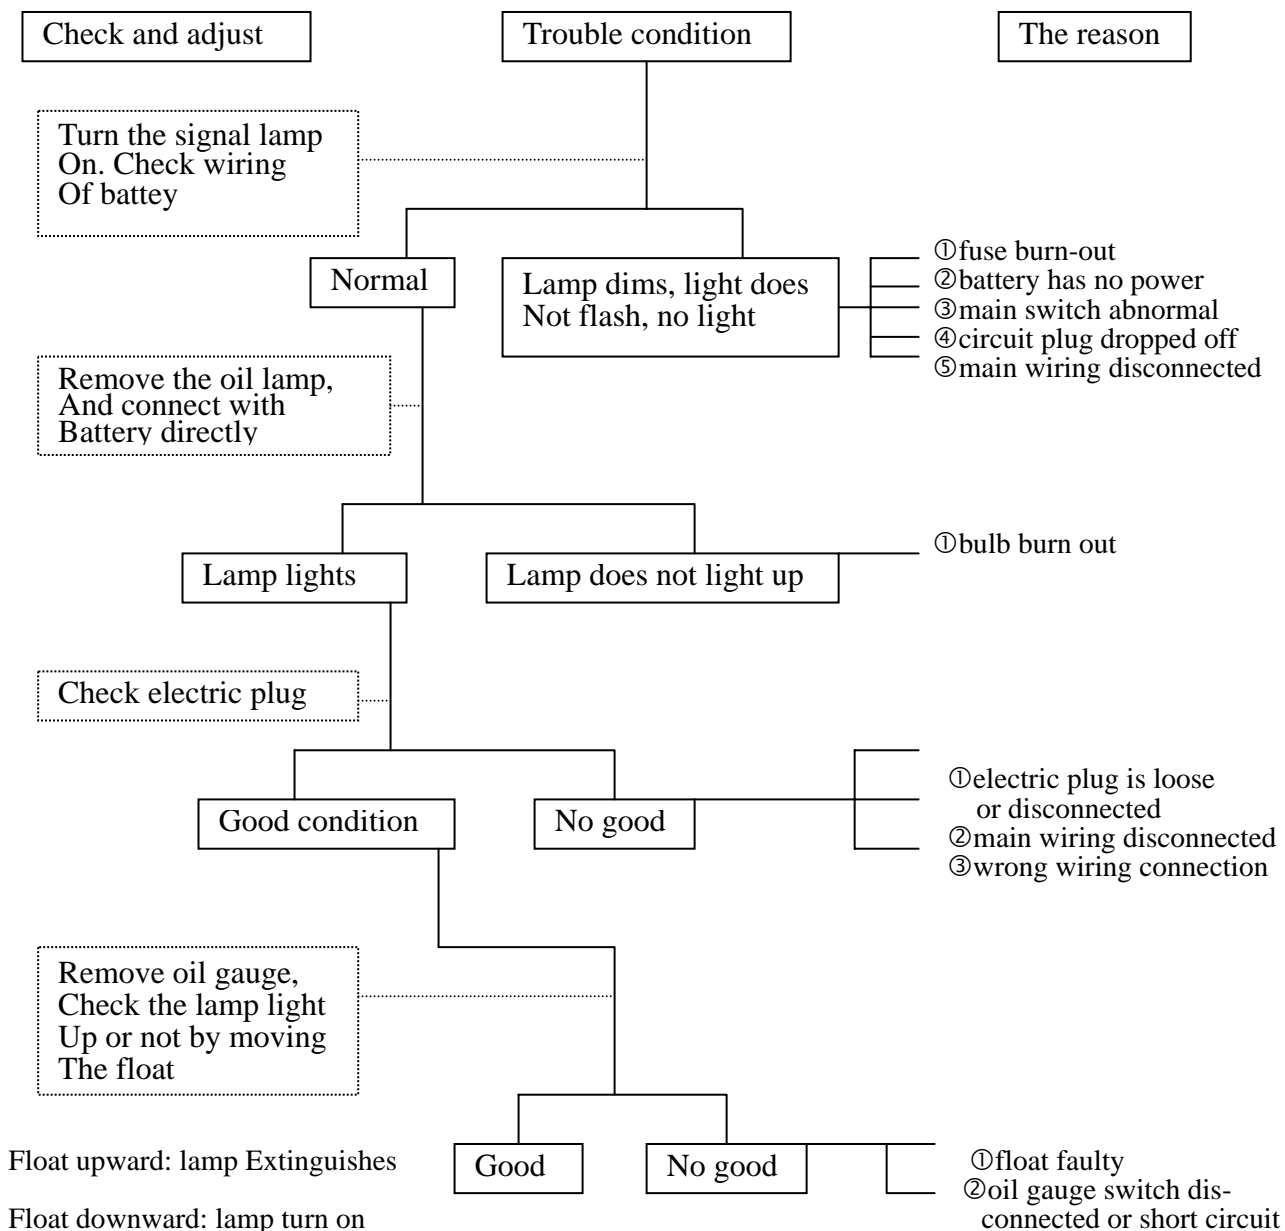 Check and adjust
Trouble condition
The reason
Turn the signal lamp
On. Check wiring
Of battey
Normal
Lamp dims, light does
Not flash, no light
①fuse burn-out
②battery has no power
③main switch abnormal
④circuit plug dropped off
⑤main wiring disconnected
Remove the oil lamp,
And connect with
Battery directly
Lamp lights
Lamp does not light up
①bulb burn out
Check electric plug
Good condition
No good
①electric plug is loose
or disconnected
②main wiring disconnected
③wrong wiring connection
Remove oil gauge,
Check the lamp light
Up or not by moving
The float
Float upward: lamp Extinguishes
Good
No good
①float faulty
②oil gauge switch dis-
connected or short circuit
Float downward: lamp turn on